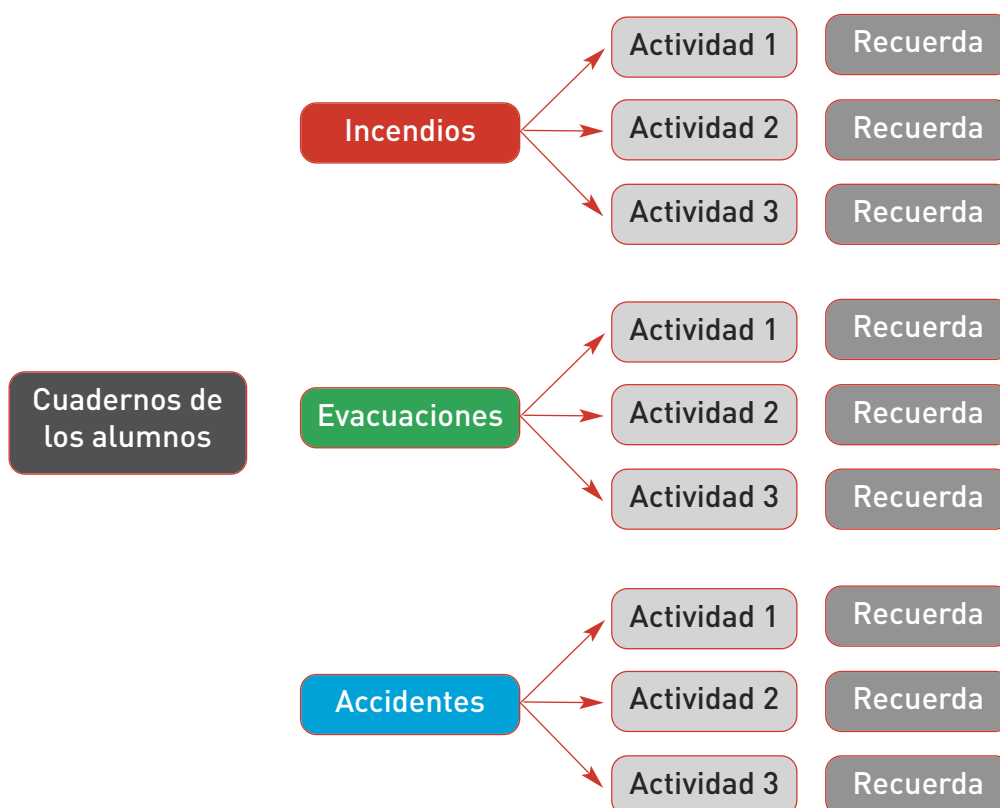 Actividad 1
Recuerda
Incendios
Actividad 2
Recuerda
Actividad 3
Recuerda
Cuadernos de
los alumnos
Actividad 1
Recuerda
Evacuaciones
Actividad 2
Recuerda
Actividad 3
Recuerda
Actividad 1
Recuerda
Accidentes
Actividad 2
Recuerda
Actividad 3
Recuerda